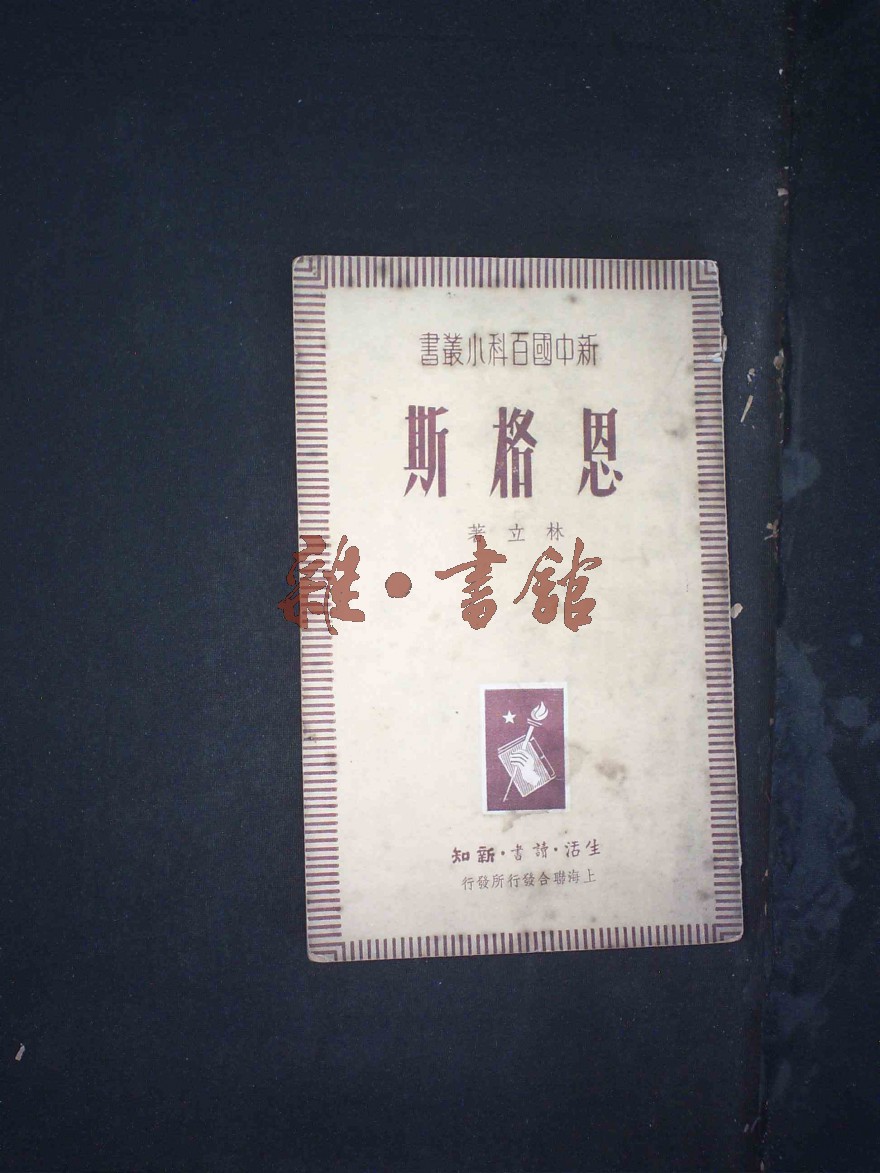 新中國百科小叢書
恩格斯
林立著
雜·書館
生活·讀書·新知
上海聯合發行所發行